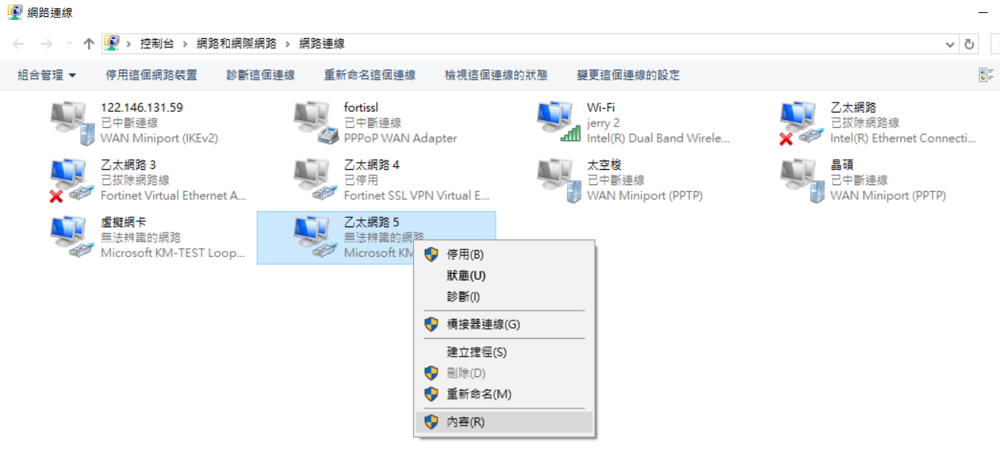 網路連線
控制台 › 網路和網際網路 › 網路連線
組合管理 停用這個網路裝置 診斷這個連線 重新命名這個連線 檢視這個連線的狀態 變更這個連線的設定
122.146.131.59
已中斷連線
WAN Miniport (IKEv2)
fortissl
已中斷連線
PPPoP WAN Adapter
Wi-Fi
jerry 2
Intel(R) Dual Band Wirele...
乙太網路
已拔除網路線
Intel(R) Ethernet Connecti...
乙太網路 3
已拔除網路線
Fortinet Virtual Ethernet A...
乙太網路 4
已停用
Fortinet SSL VPN Virtual E...
太空梭
已中斷連線
WAN Miniport (PPTP)
晶碩
已中斷連線
WAN Miniport (PPTP)
虛擬網卡
無法辨識的網路
Microsoft KM-TEST Loop...
乙太網路 5
無法辨識的網路
Microsoft KM
停用(B)
狀態(U)
診斷(I)
橋接器連線(G)
建立捷徑(S)
刪除(D)
重新命名(M)
內容(R)